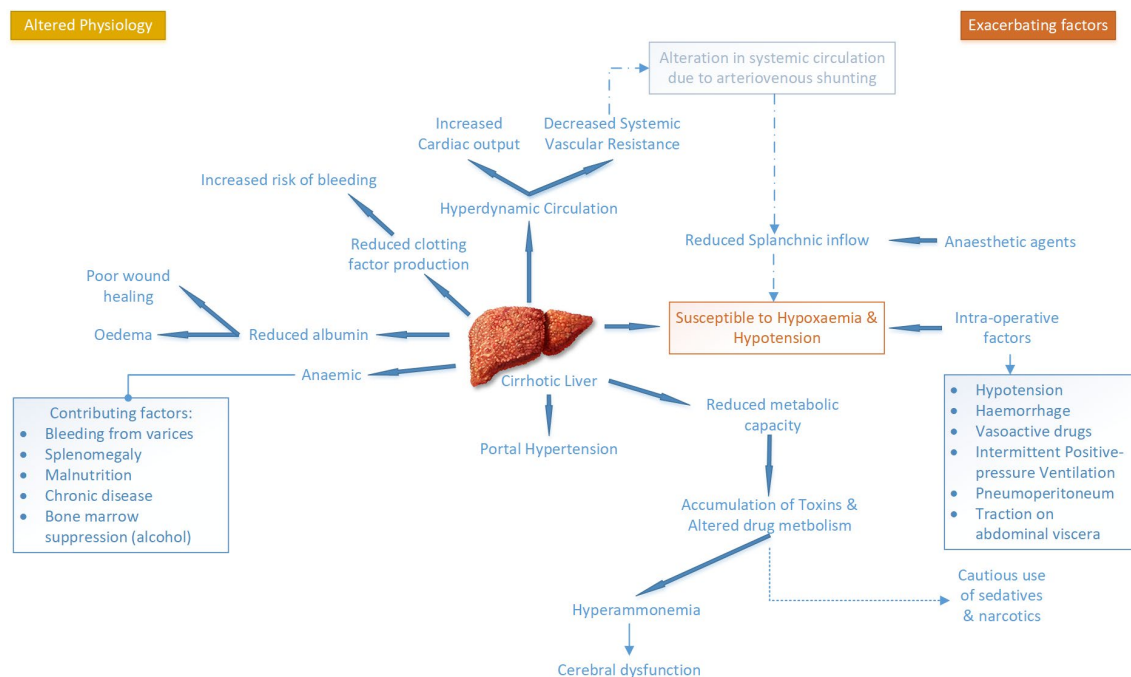 Altered Physiology
Exacerbating factors
Alteration in systemic circulation
due to arteriovenous shunting
Increased
Cardiac output
Decreased Systemic
Vascular Resistance
Increased risk of bleeding
Hyperdynamic Circulation
Reduced clotting
factor production
Reduced Splanchnic inflow
Anaesthetic agents
Poor wound
healing
Oedema
Reduced albumin
Susceptible to Hypoxaemia &
Hypotension
Intra-operative
factors
Anaemic
Cirrhotic Liver
Contributing factors:
• Bleeding from varices
• Splenomegaly
• Malnutrition
• Chronic disease
• Bone marrow
suppression (alcohol)
Portal Hypertension
Reduced metabolic
capacity
• Hypotension
• Haemorrhage
• Vasoactive drugs
• Intermittent Positive-
pressure Ventilation
• Pneumoperitoneum
• Traction on
abdominal viscera
Accumulation of Toxins &
Altered drug metbolism
Cautious use
of sedatives
& narcotics
Hyperammonemia
Cerebral dysfunction